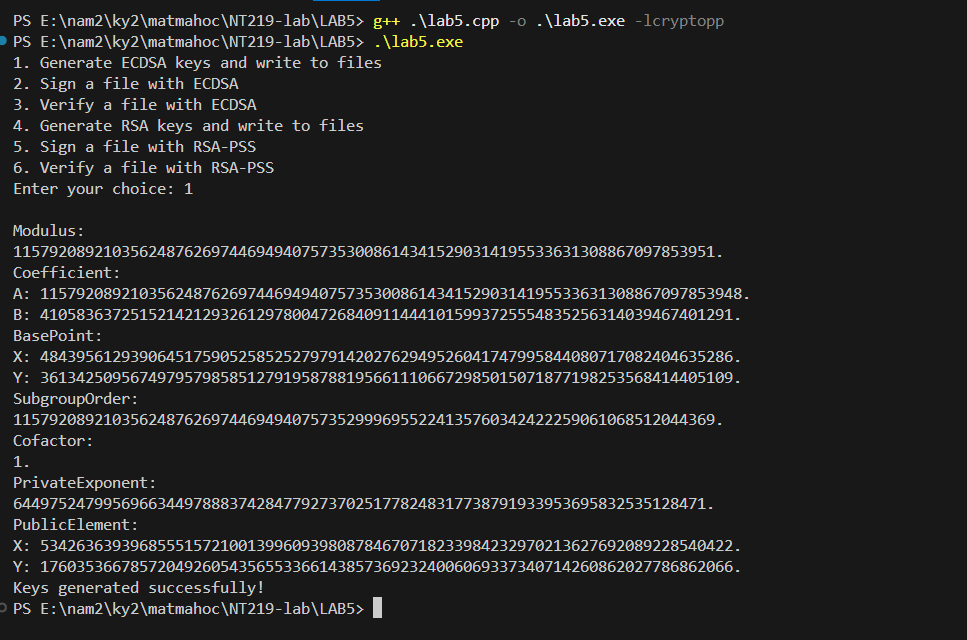 PS E:\nam2\ky2\matmahoc\NT219-lab\LAB5> g++ .\lab5.cpp -o .\lab5.exe -lcryptopp
PS E:\nam2\ky2\matmahoc\NT219-lab\LAB5> .\lab5.exe
1. Generate ECDSA keys and write to files
2. Sign a file with ECDSA
3. Verify a file with ECDSA
4. Generate RSA keys and write to files
5. Sign a file with RSA-PSS
6. Verify a file with RSA-PSS
Enter your choice: 1
Modulus:
115792089210356248762697446949407573530086143415290314195533631308867097853951.
Coefficient:
A: 115792089210356248762697446949407573530086143415290314195533631308867097853948.
B: 41058363725152142129326129780047268409114441015993725554835256314039467401291.
BasePoint:
X: 48439561293906451759052585252797914202762949526041747995844080717082404635286.
Y: 36134250956749795798585127919587881956611106672985015071877198253568414405109.
SubgroupOrder:
115792089210356248762697446949407573529996955224135760342422259061068512044369.
Cofactor:
1.
PrivateExponent:
64497524799569663449788837428477927370251778248317738791933953695832535128471.
PublicElement:
X: 53426363939685551572100139960939808784670718233984232970213627692089228540422.
Y: 17603536678572049260543565533661438573692324006069337340714260862027786862066.
Keys generated successfully!
PS E:\nam2\ky2\matmahoc\NT219-lab\LAB5>